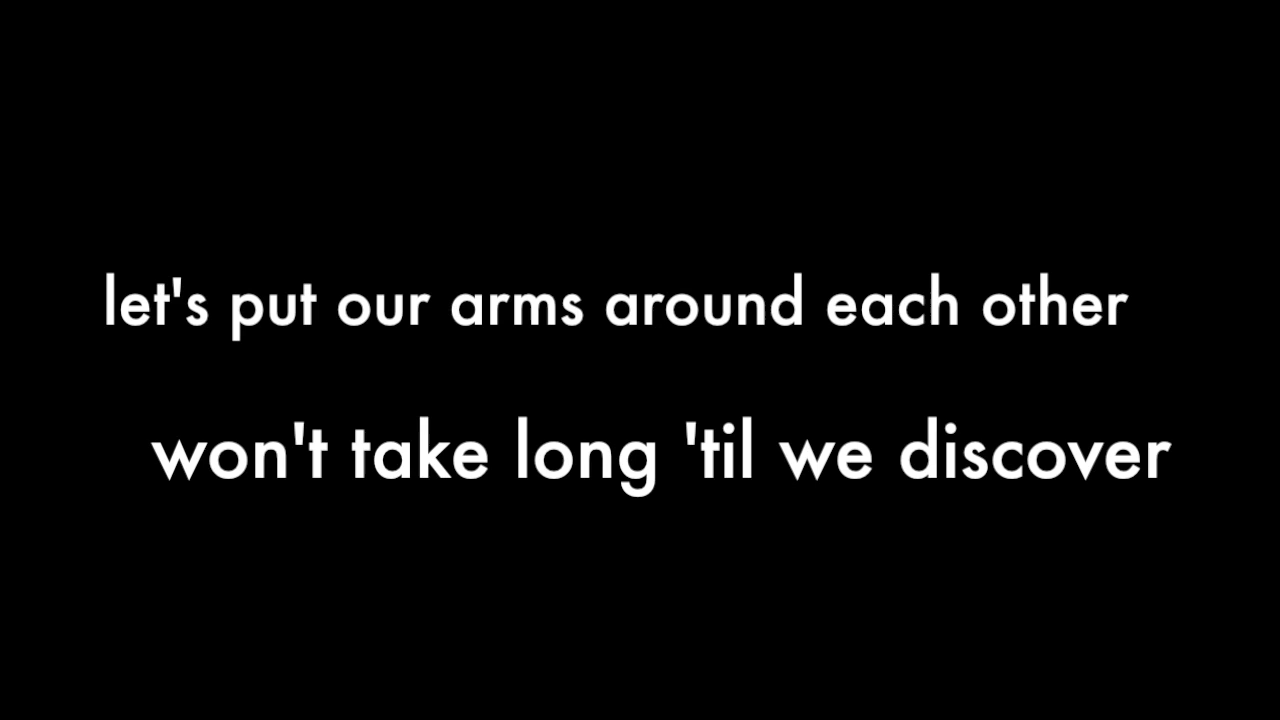 let's put our arms around each other
won't take long 'til we discover